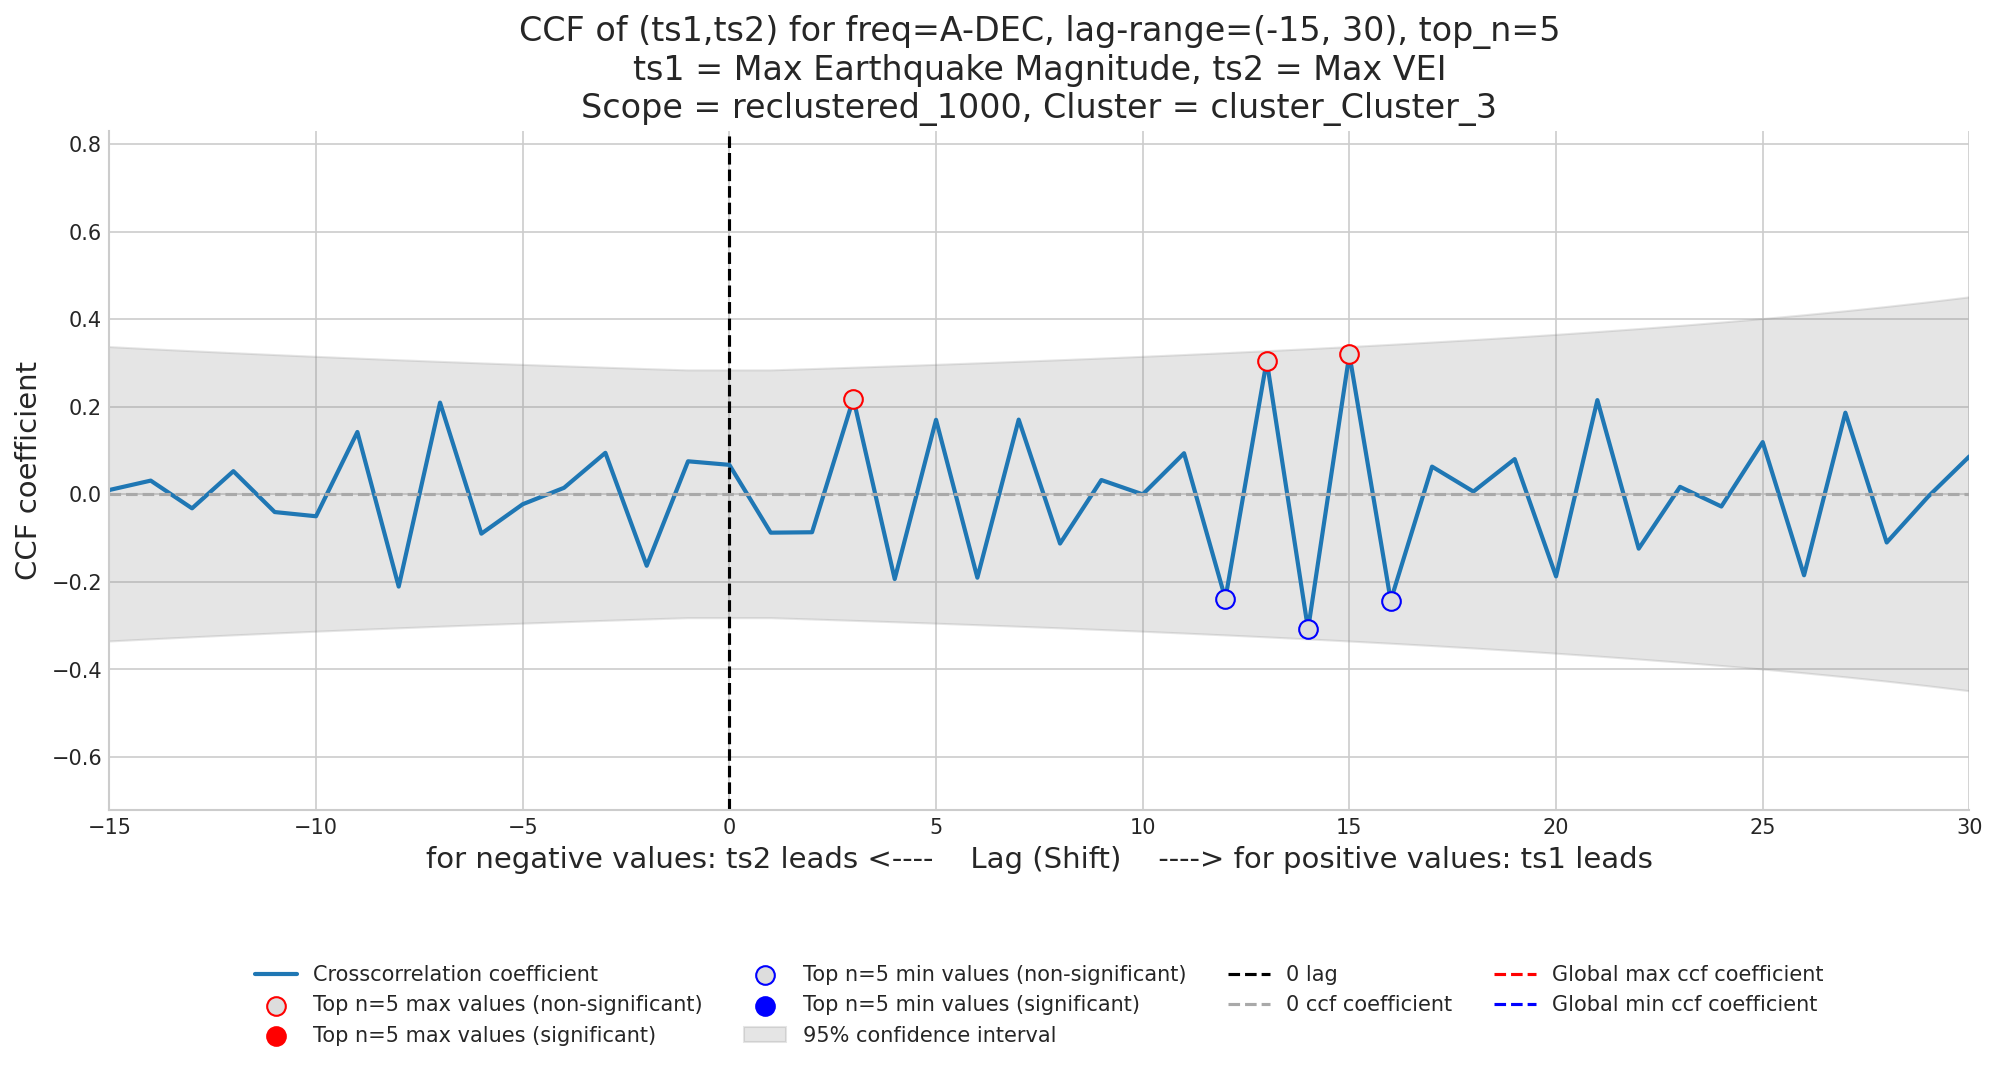 CCF of (ts1,ts2) for freq=A-DEC, lag-range=(-15, 30), top_n=5
ts1 = Max Earthquake Magnitude, ts2 = Max VEI
Scope = reclustered_1000, Cluster = cluster_Cluster_3
CCF coefficient
0.8
0.6
0.4
0.2
0.0
−0.2
−0.4
−0.6
−15 −10 −5 0 5 10 15 20 25 30
for negative values: ts2 leads <---- Lag (Shift) ----> for positive values: ts1 leads
Crosscorrelation coefficient
Top n=5 max values (non-significant)
Top n=5 max values (significant)
Top n=5 min values (non-significant)
Top n=5 min values (significant)
95% confidence interval
0 lag
0 ccf coefficient
Global max ccf coefficient
Global min ccf coefficient